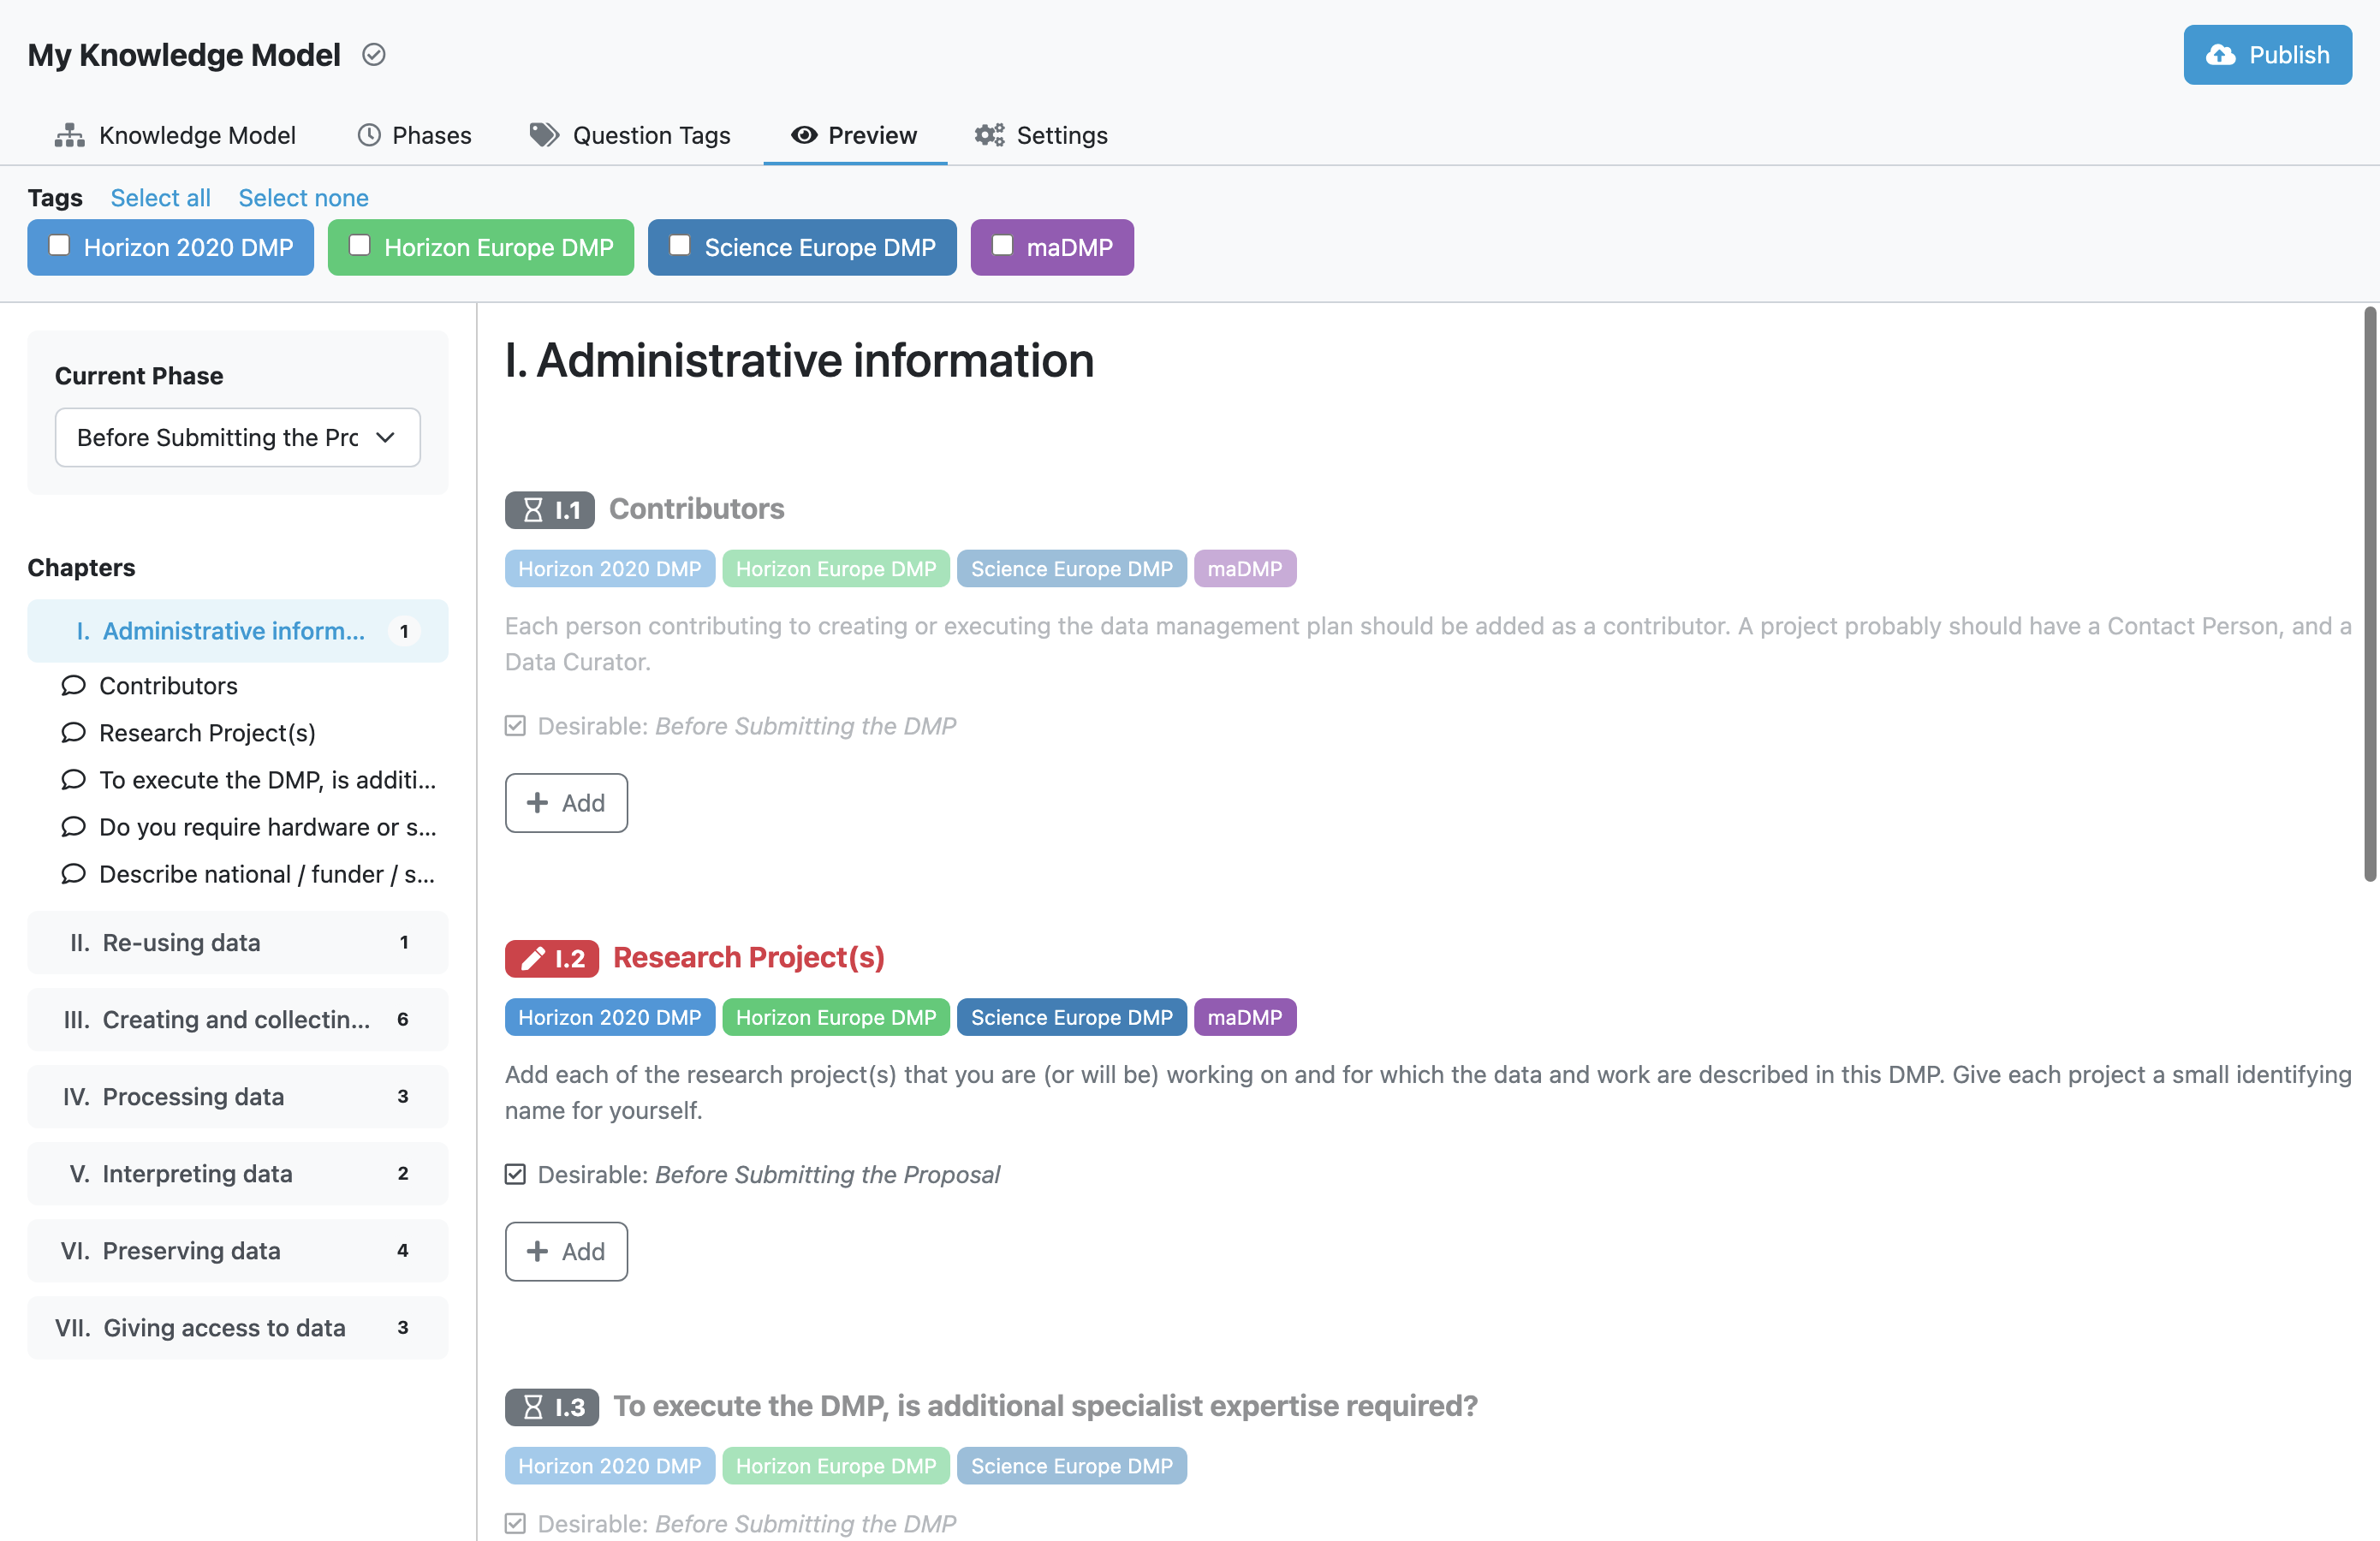 My Knowledge Model
Publish
Knowledge Model Phases Question Tags Preview Settings
Tags Select all Select none
Horizon 2020 DMP Horizon Europe DMP Science Europe DMP maDMP
Current Phase
Before Submitting the Prc
Chapters
I. Administrative inform... 1
Contributors
Research Project(s)
To execute the DMP, is additi...
Do you require hardware or s...
Describe national / funder / s...
II. Re-using data 1
III. Creating and collectin... 6
IV. Processing data 3
V. Interpreting data 2
VI. Preserving data 4
VII. Giving access to data 3
I. Administrative information
I.1 Contributors
Horizon 2020 DMP Horizon Europe DMP Science Europe DMP maDMP
Each person contributing to creating or executing the data management plan should be added as a contributor. A project probably should have a Contact Person, and a
Data Curator.
Desirable: Before Submitting the DMP
Add
I.2 Research Project(s)
Horizon 2020 DMP Horizon Europe DMP Science Europe DMP maDMP
Add each of the research project(s) that you are (or will be) working on and for which the data and work are described in this DMP. Give each project a small identifying
name for yourself.
Desirable: Before Submitting the Proposal
Add
I.3 To execute the DMP, is additional specialist expertise required?
Horizon 2020 DMP Horizon Europe DMP Science Europe DMP
Desirable: Before Submitting the DMP